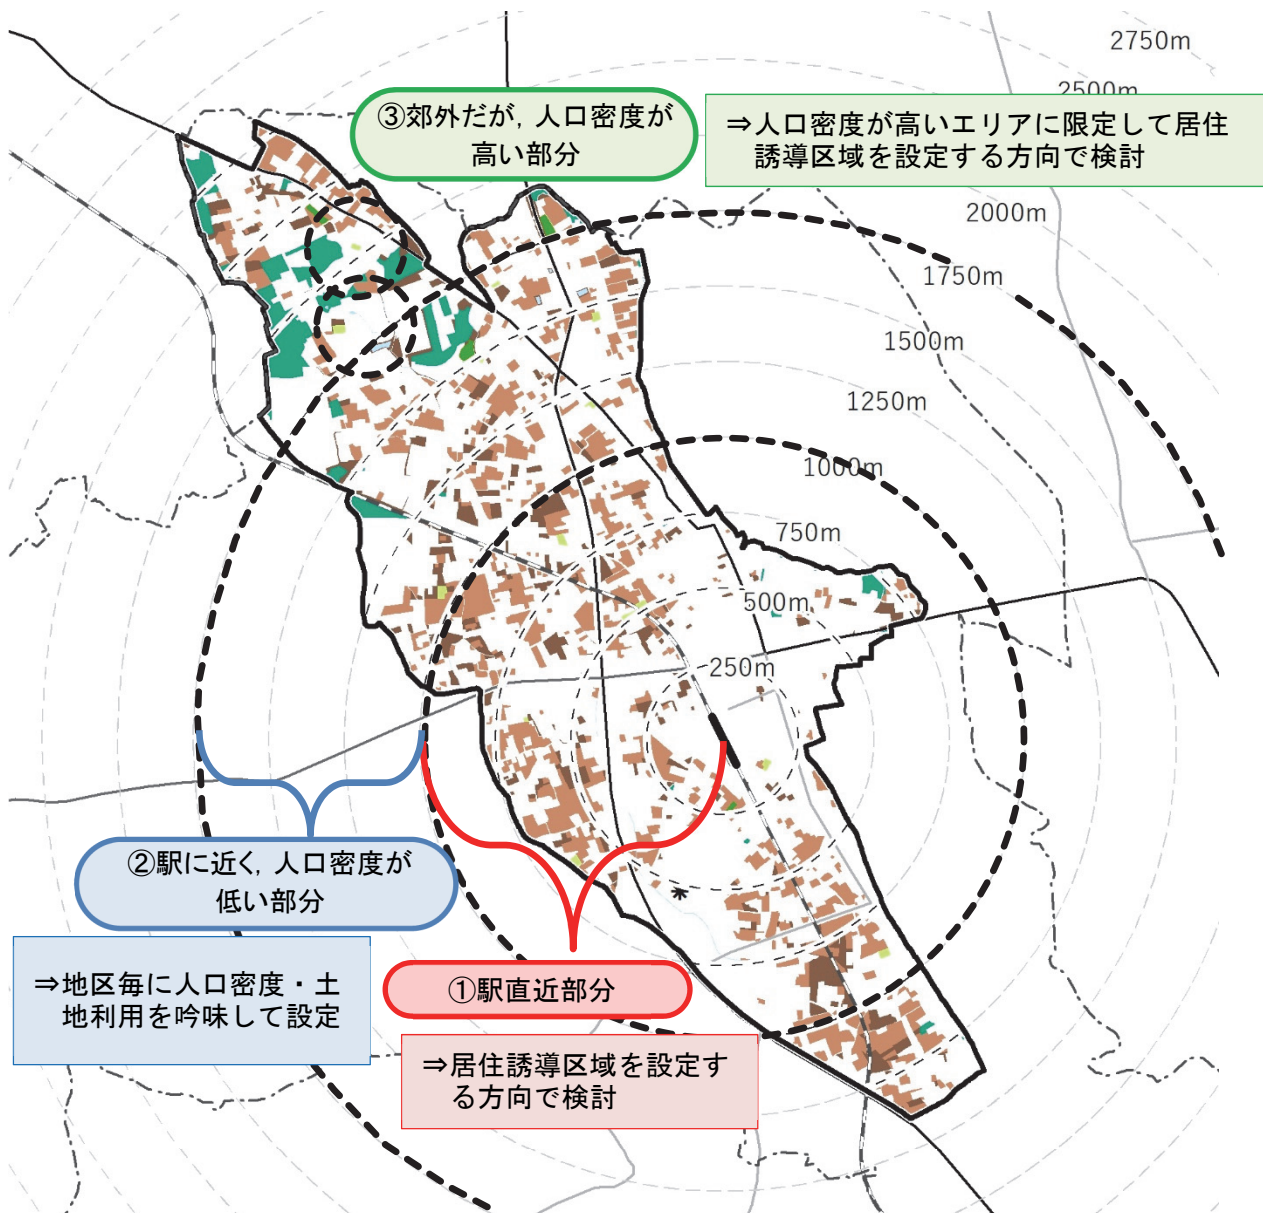 2750m
2500m
③郊外だが，人口密度が
高い部分
⇒人口密度が高いエリアに限定して居住
誘導区域を設定する方向で検討
2000m
1750m
1500m
1250m
1000m
750m
500m
250m
②駅に近く，人口密度が
低い部分
⇒地区毎に人口密度・土
地利用を吟味して設定
①駅直近部分
⇒居住誘導区域を設定す
る方向で検討